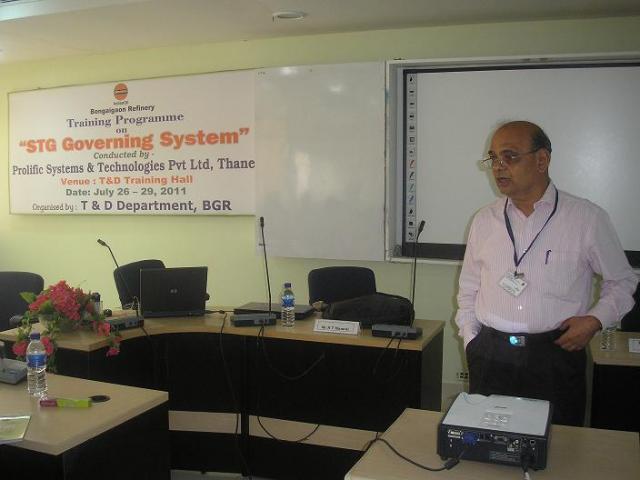 Bongaigaon Refinery
Training Programme
on
"STG Governing System"
Conducted by -
Prolific Systems & Technologies Pvt Ltd, Thane
Venue : T&D Training Hall
Date: July 26 – 29, 2011
Organised by : T & D Department, BGR